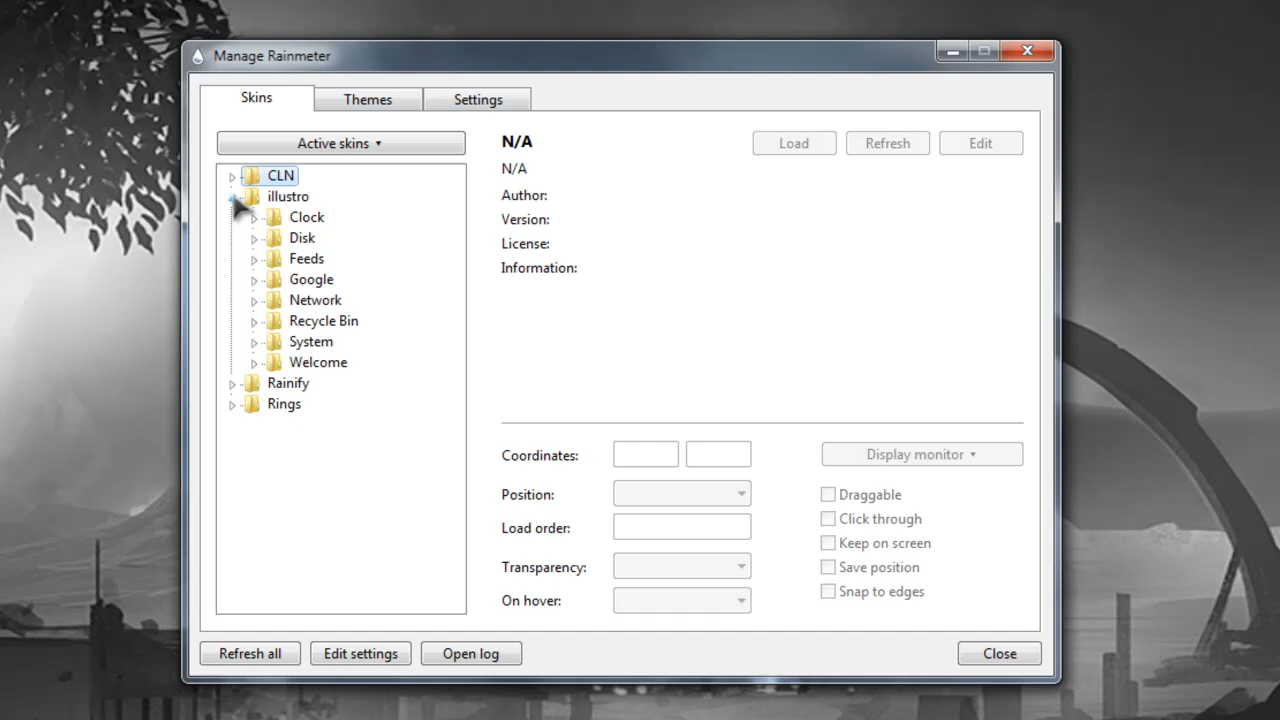 Manage Rainmeter
Skins
Themes
Settings
Active skins
CLN
illustro
Clock
Disk
Feeds
Google
Network
Recycle Bin
System
Welcome
Rainify
Rings
N/A
N/A
Author:
Version:
License:
Information:
Load
Refresh
Edit
Coordinates:
Display monitor
Position:
Load order:
Transparency:
On hover:
Draggable
Click through
Keep on screen
Save position
Snap to edges
Refresh all
Edit settings
Open log
Close